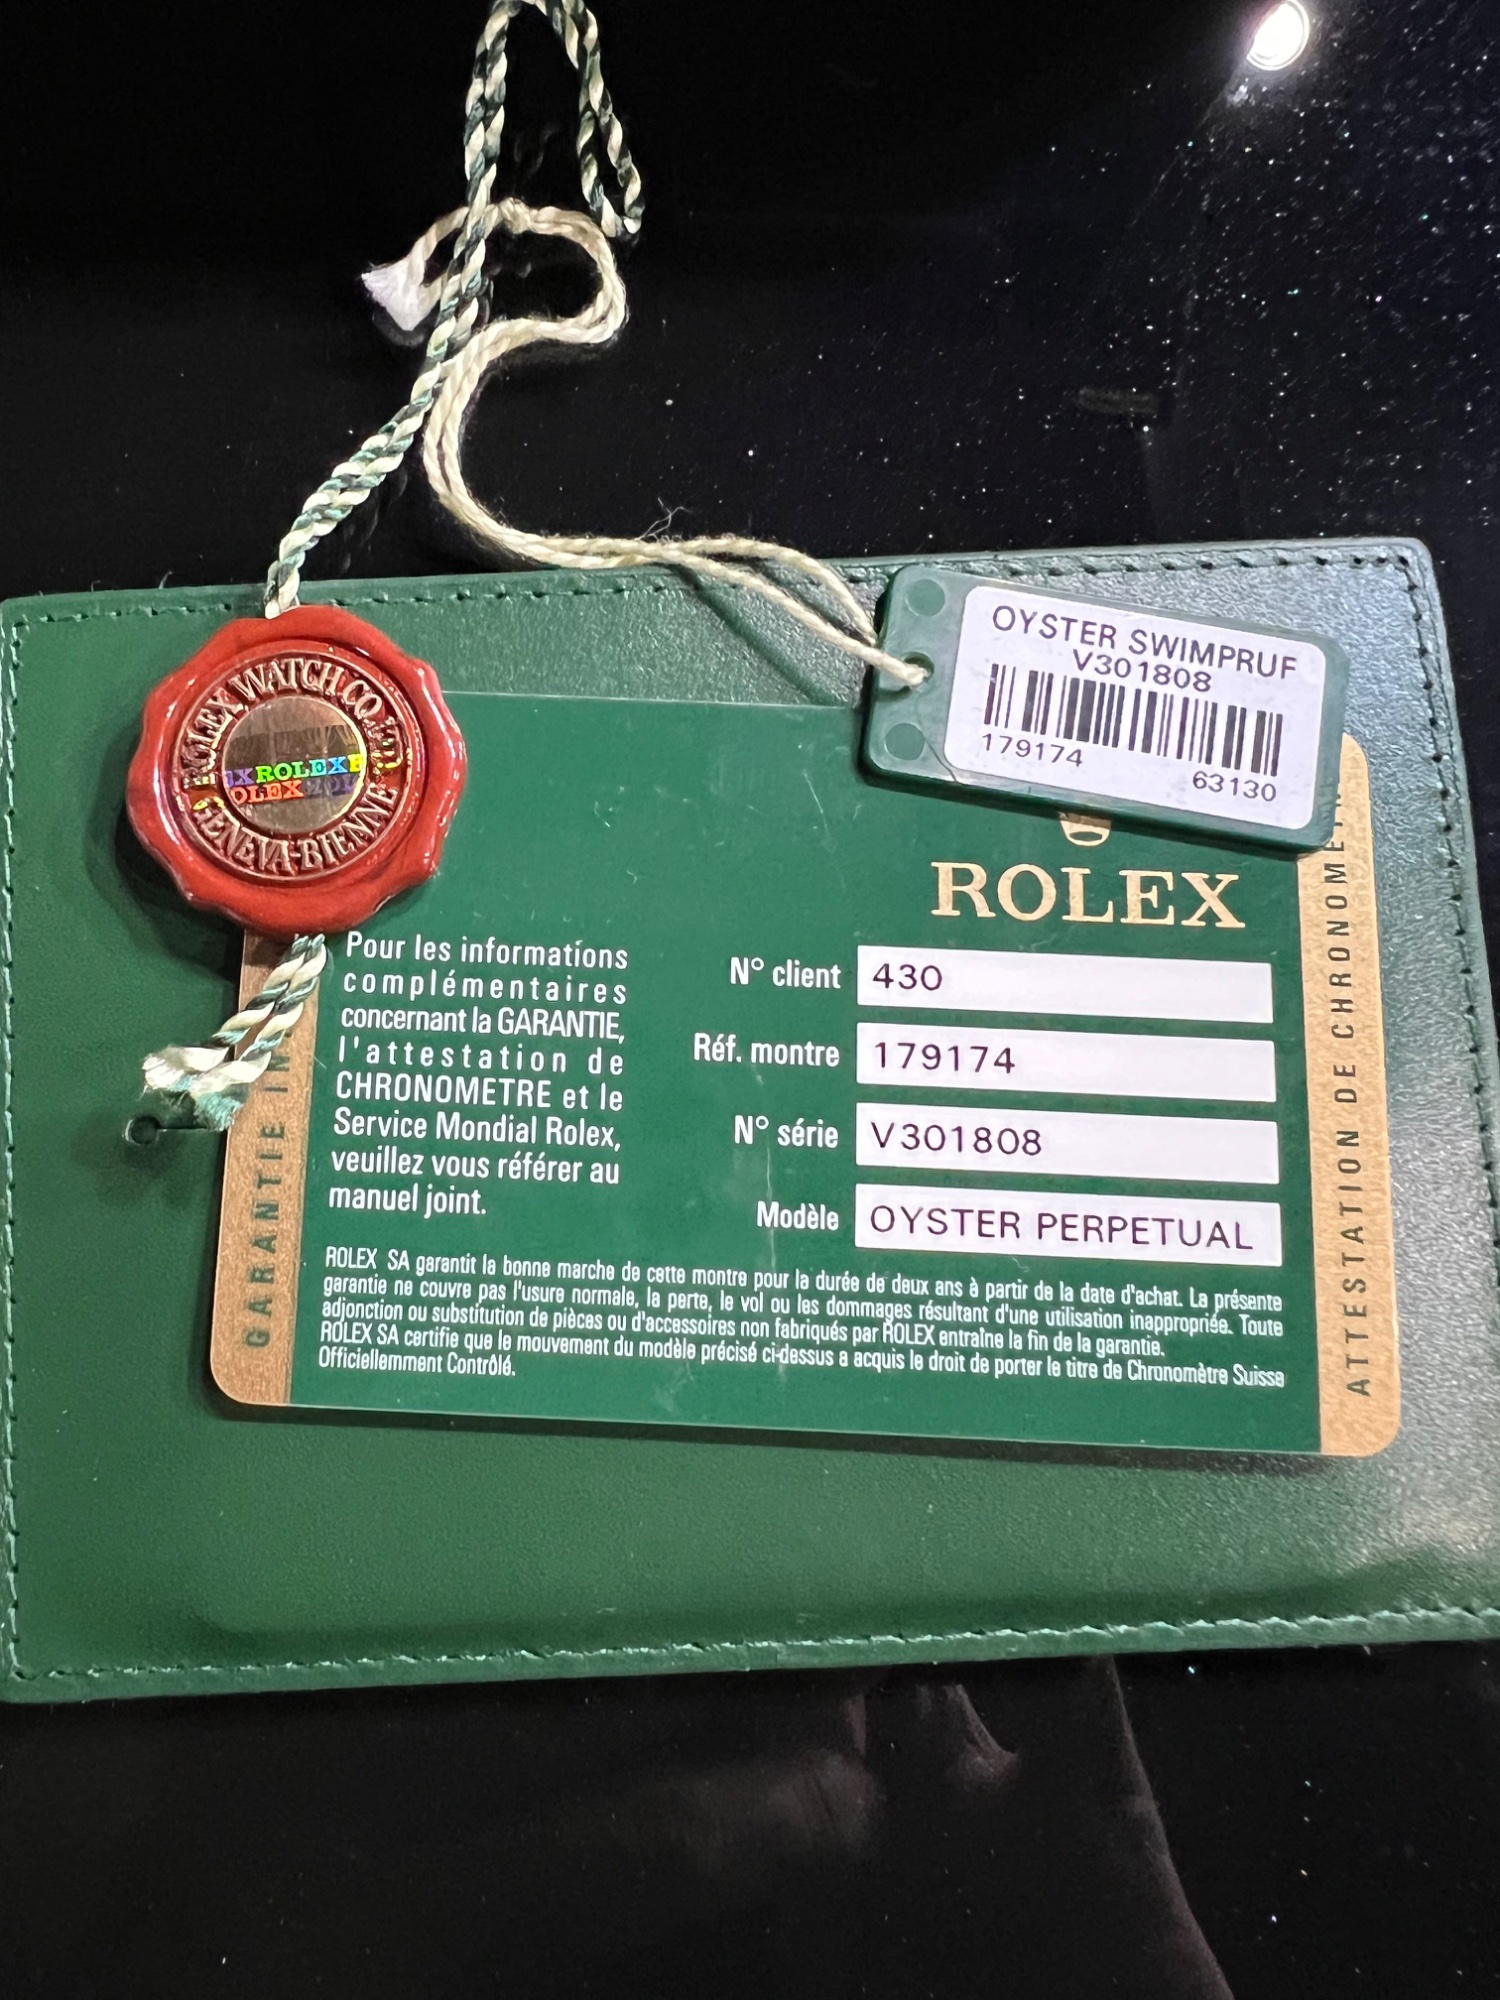 ROLEX WATCH CO. LTD
GENEVA-BIENNE
ROLEX
OLEX
OYSTER SWIMPRUF
V301808
179174
63130
ROLEX
Pour les informations
complémentaires
concernant la GARANTIE,
l'attestation de
CHRONOMETRE et le
Service Mondial Rolex,
veuillez vous référer au
manuel joint.
N° client 430
Réf. montre 179174
N° série V301808
Modèle OYSTER PERPETUAL
ROLEX SA garantit la bonne marche de cette montre pour la durée de deux ans à partir de la date d'achat. La présente
garantie ne couvre pas l'usure normale, la perte, le vol ou les dommages résultant d'une utilisation inappropriée. Toute
adjonction ou substitution de pièces ou d'accessoires non fabriqués par ROLEX entraîne la fin de la garantie.
ROLEX SA certifie que le mouvement du modèle précisé ci-dessus a acquis le droit de porter le titre de Chronomètre Suisse
Officiellemment Contrôlé.
GARANTIE
ATTESTATION DE